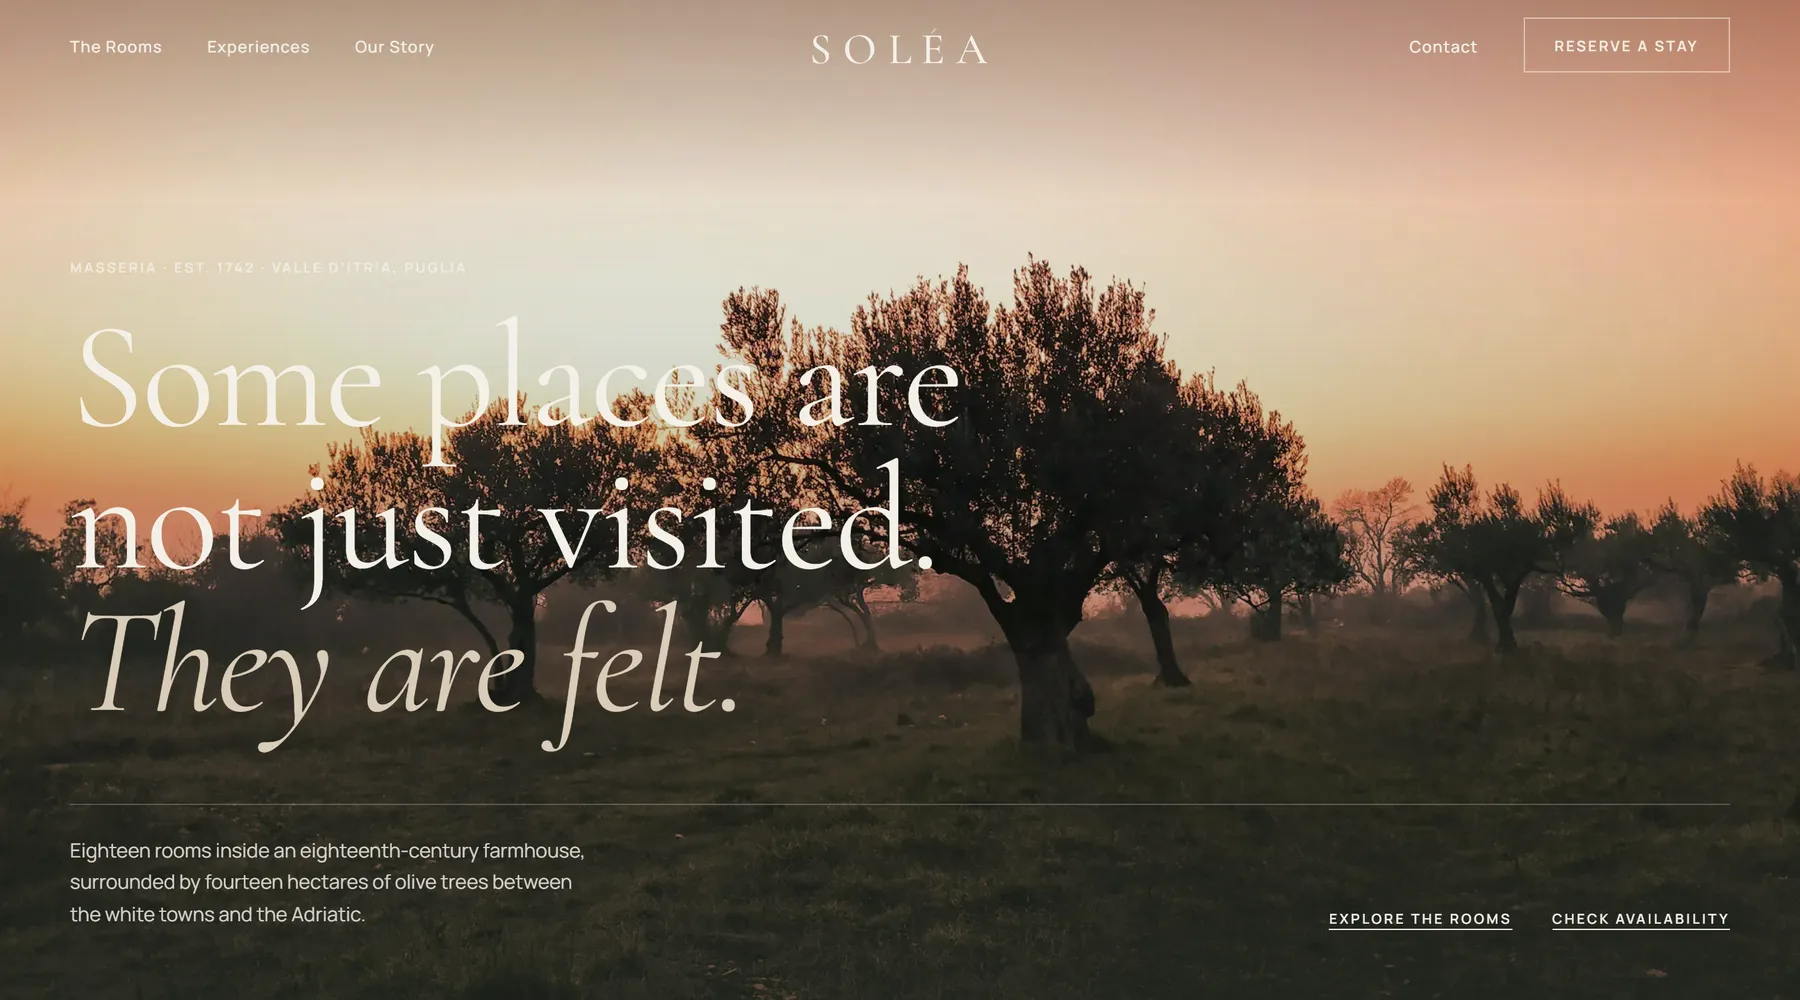 The Rooms
Experiences
Our Story
SOLÉA
Contact
RESERVE A STAY
MASSERIA · EST. 1742 · VALLE D'ITRIA, PUGLIA
Some places are
not just visited.
They are felt.
Eighteen rooms inside an eighteenth-century farmhouse,
surrounded by fourteen hectares of olive trees between
the white towns and the Adriatic.
EXPLORE THE ROOMS
CHECK AVAILABILITY